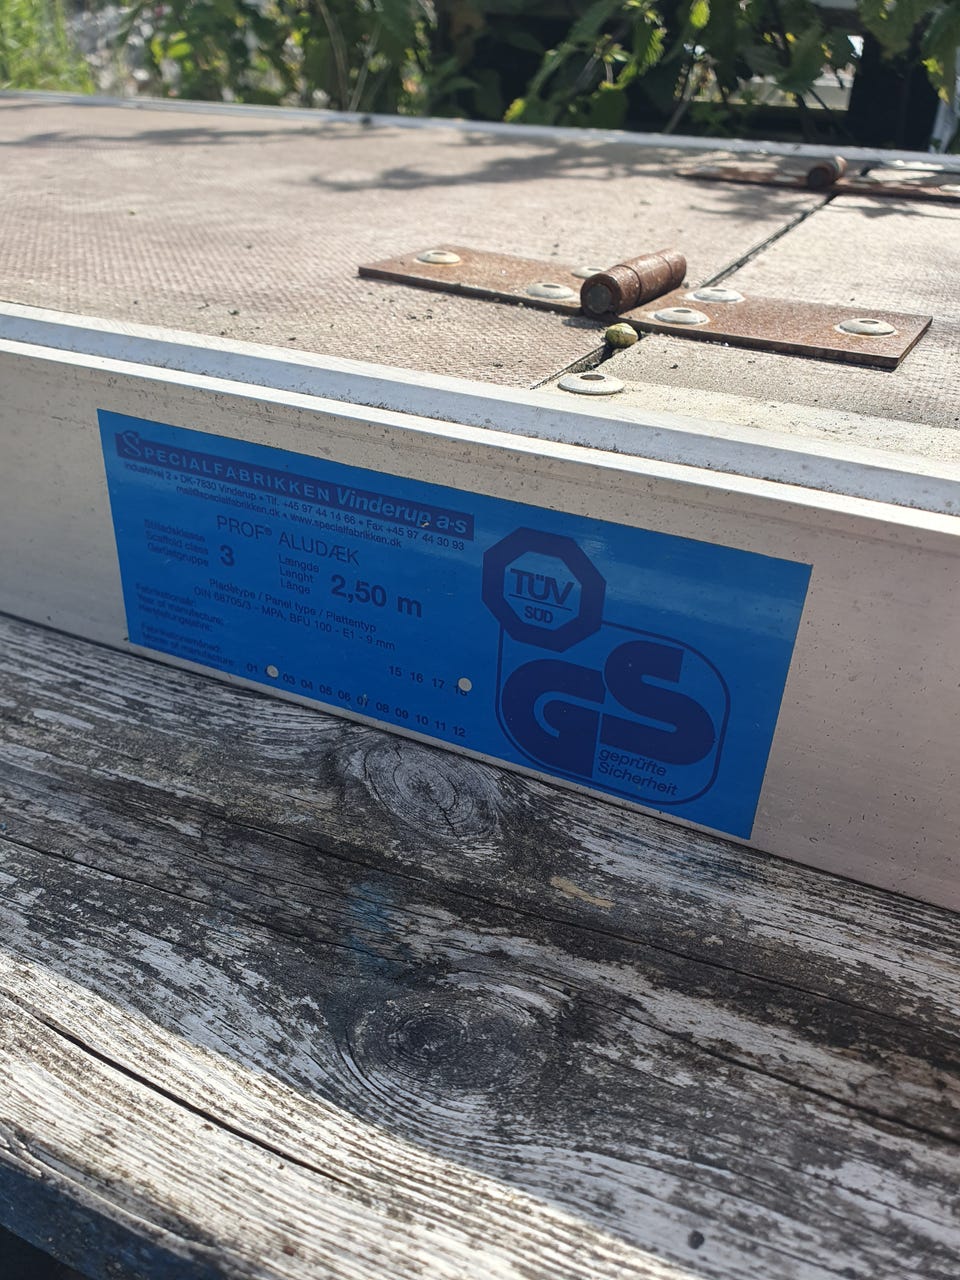 SPECIALFABRIKKEN Vinderup a-s
Industrivej 2 • DK-7830 Vinderup • Tlf. +45 97 44 14 66 • Fax +45 97 44 30 93
mail@specialfabrikken.dk • www.specialfabrikken.dk
PROF® ALUDÆK
Stilladsklasse
Scaffold class
Gerüstgruppe
3
Længde
Lenght
Länge
2,50 m
Pladetype / Panel type / Plattentyp
DIN 68705/3 - MPA, BFU 100 - E1 - 9 mm
Fabrikationsår:
Year of manufacture:
Herstellungsjahre:
15 16 17 18
Fabrikationsmåned:
Month of manufacture:
01 03 04 05 06 07 08 09 10 11 12
TÜV
SÜD
GS
geprüfte
Sicherheit